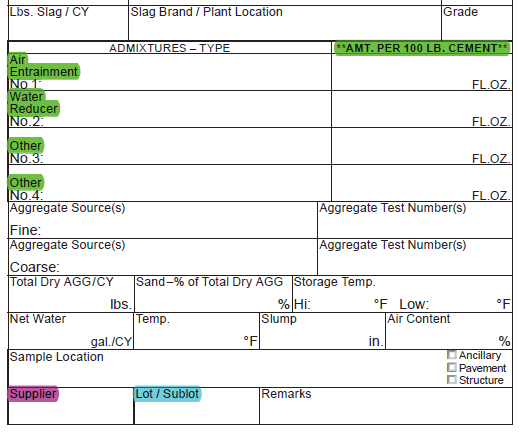 Lbs. Slag / CY Slag Brand / Plant Location Grade
ADMIXTURES – TYPE **AMT. PER 100 LB. CEMENT**
Air
Entrainment
No.1: FL.OZ.
Water
Reducer
No.2: FL.OZ.
Other
No.3: FL.OZ.
Other
No.4: FL.OZ.
Aggregate Source(s) Aggregate Test Number(s)
Fine:
Aggregate Source(s) Aggregate Test Number(s)
Coarse:
Total Dry AGG/CY Sand–% of Total Dry AGG Storage Temp.
lbs. % Hi: °F Low: °F
Net Water Temp. Slump Air Content
gal./CY °F in. %
Sample Location
Ancillary
Pavement
Structure
Supplier Lot / Sublot Remarks